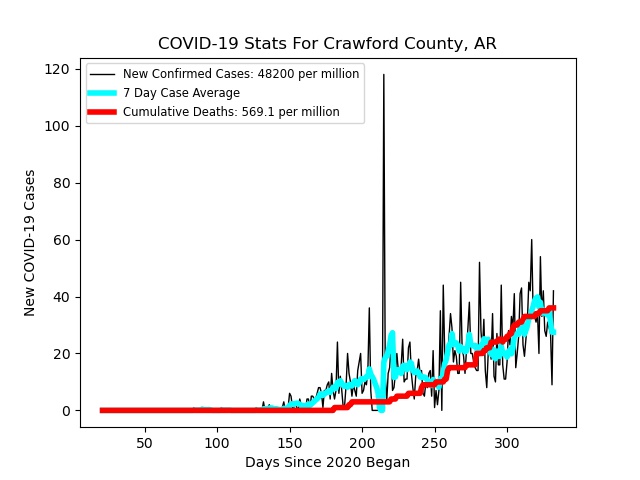 COVID-19 Stats For Crawford County, AR
New Confirmed Cases: 48200 per million
7 Day Case Average
Cumulative Deaths: 569.1 per million
New COVID-19 Cases
120
100
80
60
40
20
0
50 100 150 200 250 300
Days Since 2020 Began